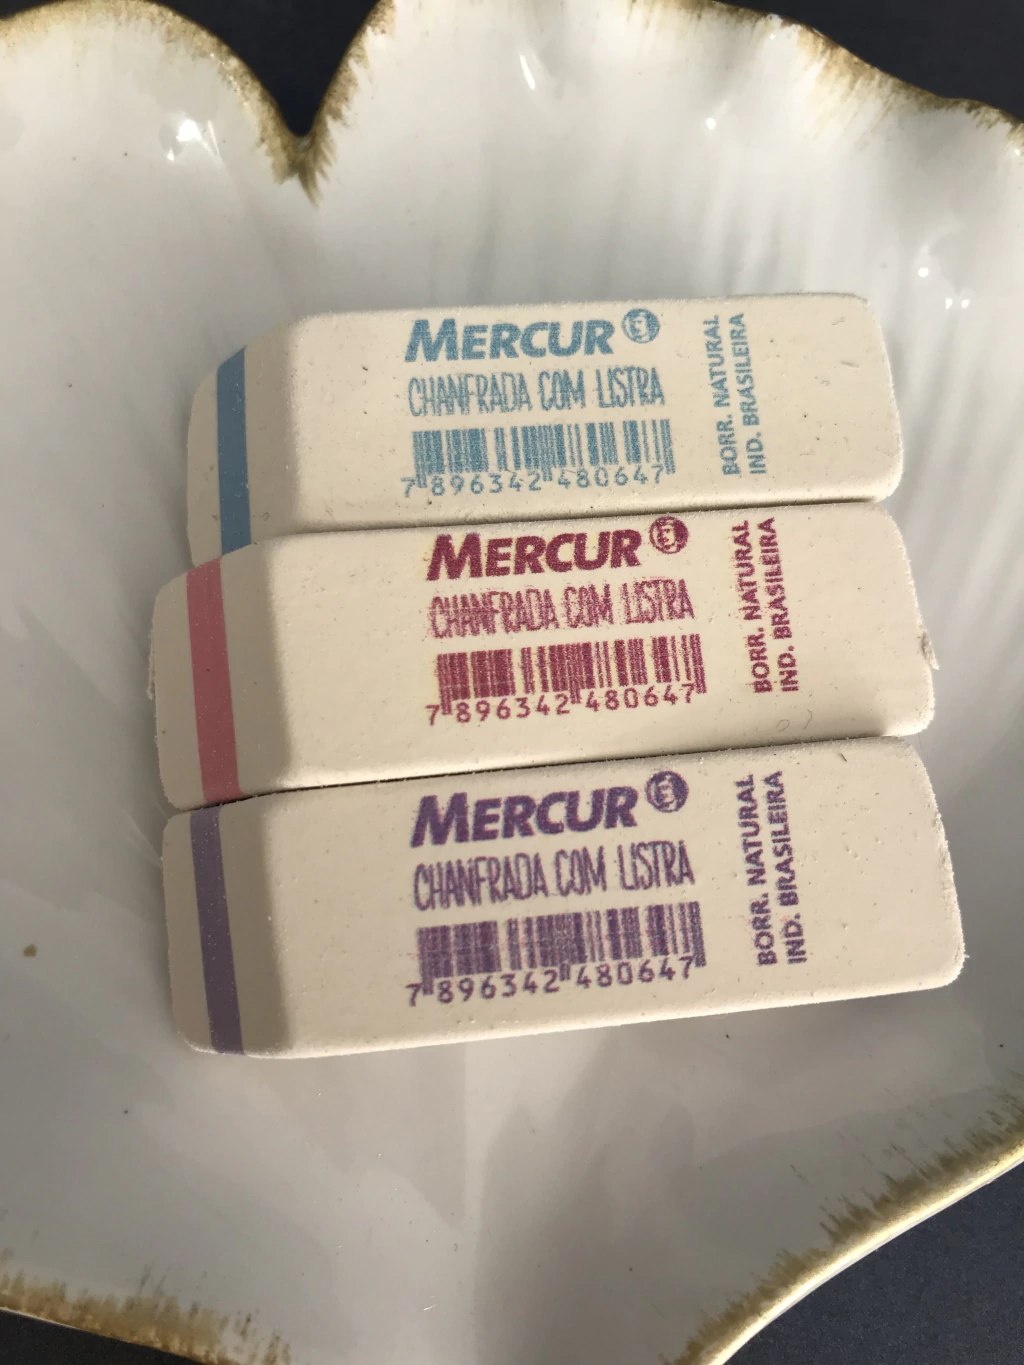 MERCUR
CHANFRADA COM LISTRA
7 896342 480647
BORR. NATURAL
IND. BRASILEIRA
MERCUR
CHANFRADA COM LISTRA
7 896342 480647
BORR. NATURAL
IND. BRASILEIRA
MERCUR
CHANFRADA COM LISTRA
7 896342 480647
BORR. NATURAL
IND. BRASILEIRA